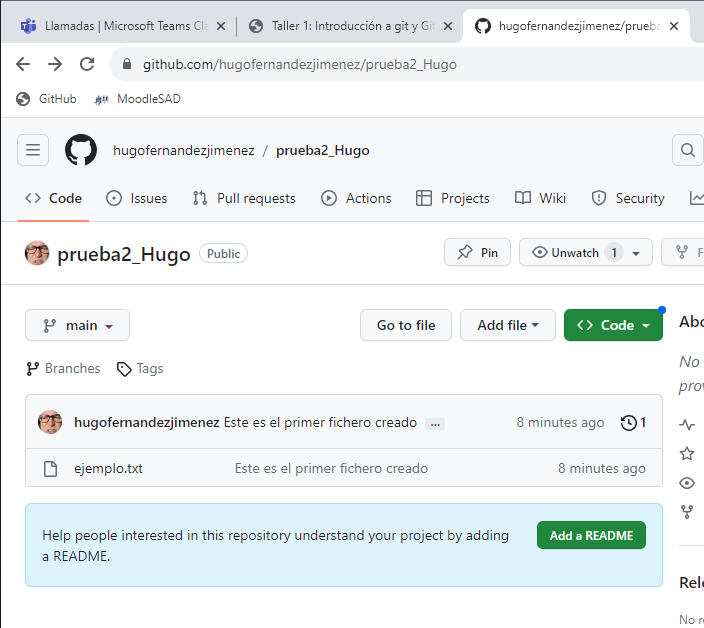 Llamadas | Microsoft Teams Cla
Taller 1: Introducción a git y Git
hugofernandezjimenez/prueba
github.com/hugofernandezjimenez/prueba2_Hugo
GitHub MoodleSAD
hugofernandezjimenez / prueba2_Hugo
Code Issues Pull requests Actions Projects Wiki Security
prueba2_Hugo Public Pin Unwatch 1 F
main Go to file Add file Code Abo
Branches Tags No
prov
hugofernandezjimenez Este es el primer fichero creado ... 8 minutes ago 1
ejemplo.txt Este es el primer fichero creado 8 minutes ago
Help people interested in this repository understand your project by adding
a README.
Add a README
Rele
No re